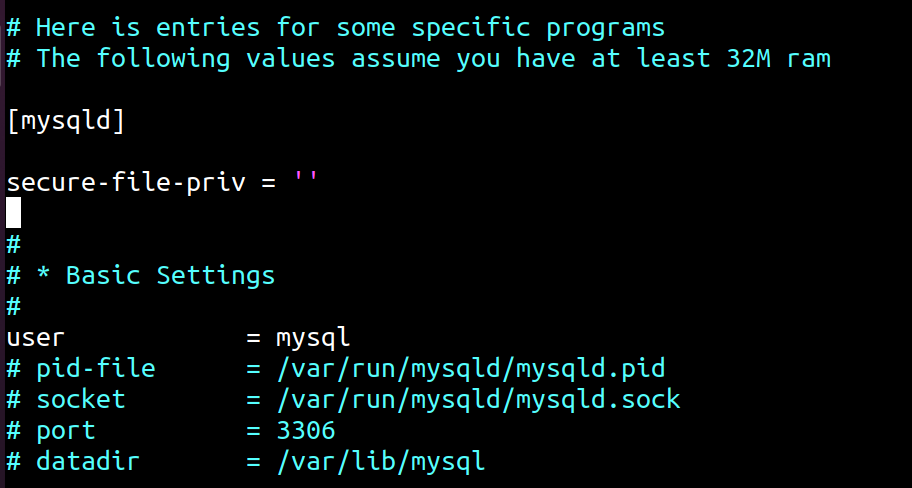 # Here is entries for some specific programs
# The following values assume you have at least 32M ram
[mysqld]
secure-file-priv = ''
#
# * Basic Settings
#
user            = mysql
# pid-file      = /var/run/mysqld/mysqld.pid
# socket        = /var/run/mysqld/mysqld.sock
# port          = 3306
# datadir       = /var/lib/mysql